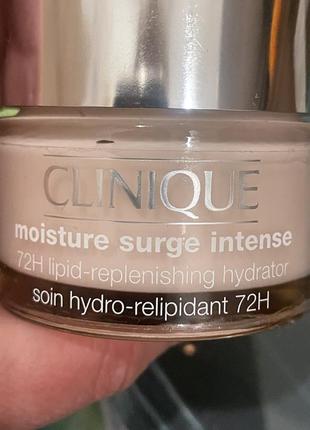 CLINIQUE
moisture surge intense
72H lipid-replenishing hydrator
soin hydro-relipidant 72H